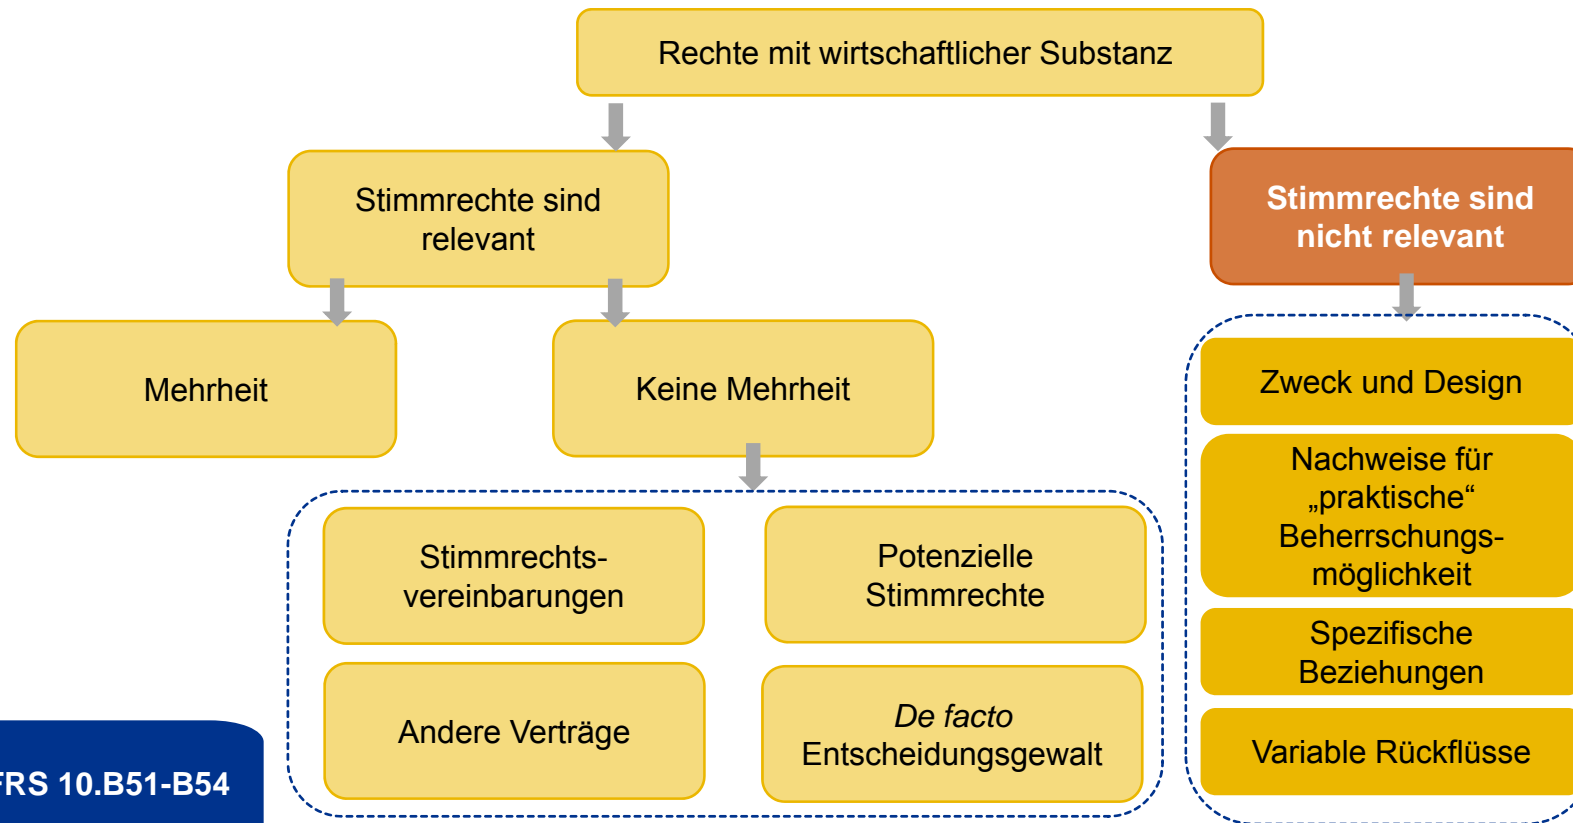 Rechte mit wirtschaftlicher Substanz
Stimmrechte sind
relevant
Stimmrechte sind
nicht relevant
Mehrheit
Keine Mehrheit
Stimmrechts-
vereinbarungen
Potenzielle
Stimmrechte
Andere Verträge
De facto
Entscheidungsgewalt
Zweck und Design
Nachweise für
„praktische“
Beherrschungs-
möglichkeit
Spezifische
Beziehungen
Variable Rückflüsse
FRS 10.B51-B54